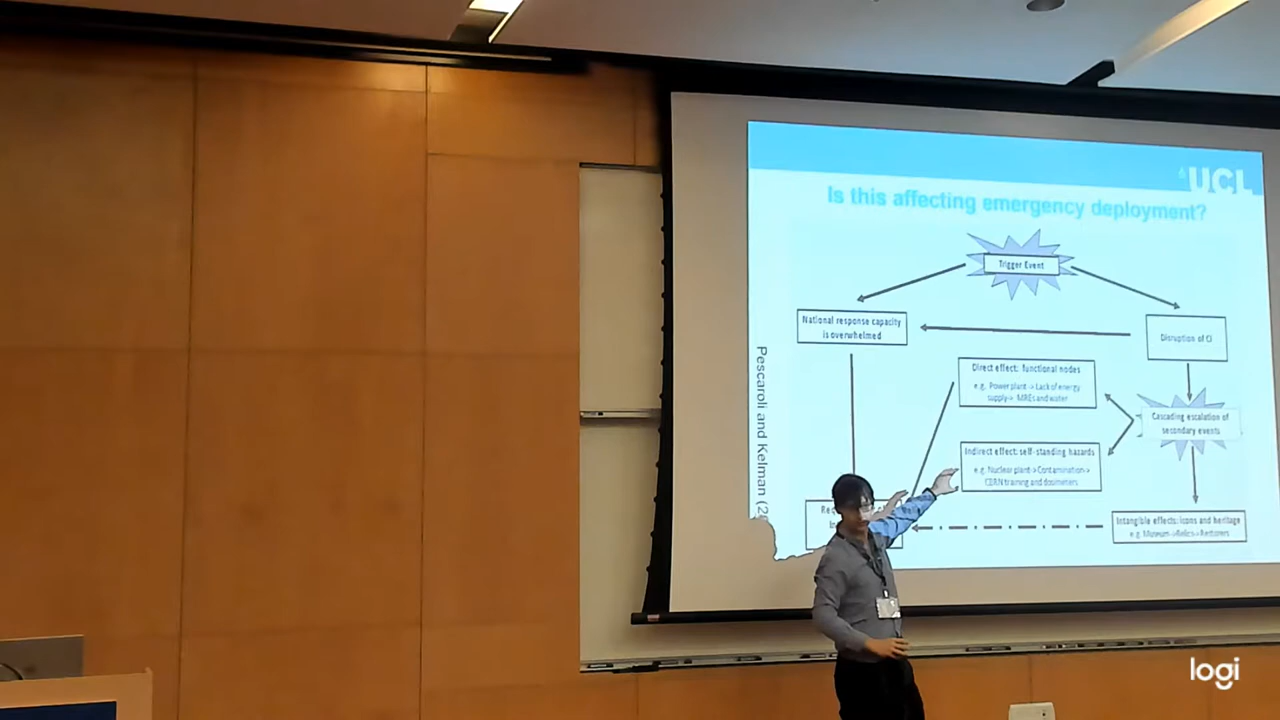 UCL
Is this affecting emergency deployment?
Trigger Event
National response capacity
is overwhelmed
Disruption of CI
Direct effect: functional nodes
e.g. Power plant -> Lack of energy
supply-> MREs and water
Cascading escalation of
secondary events
Indirect effect: self-standing hazards
e.g. Nuclear plant->Contamination->
CBRN training and dosimeters
Intangible effects: icons and heritage
e.g. Museum->Relics->Restorers
Pescaroli and Kelman
logi